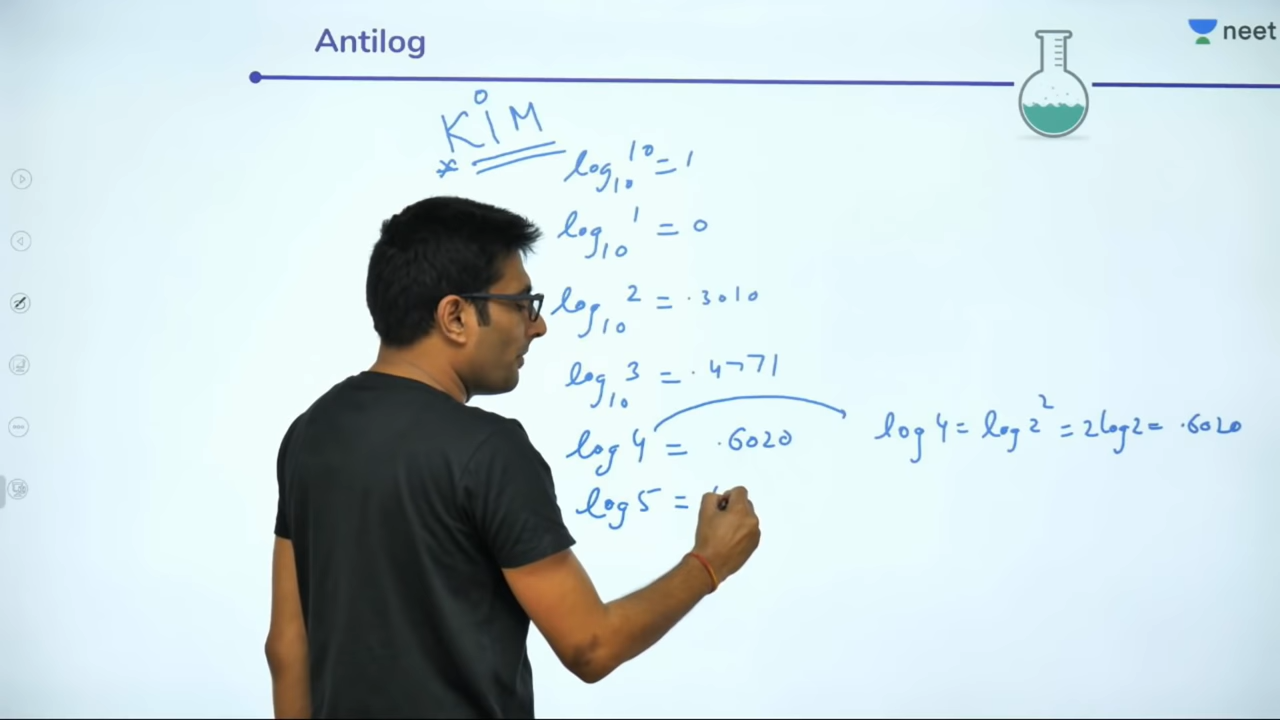 Antilog
neet
KiM
log₁₀ 10 = 1
log₁₀ 1 = 0
log₁₀ 2 = .3010
log₁₀ 3 = .4771
log 4 = .6020
log 4 = log 2² = 2log2 = .6020
log 5 =